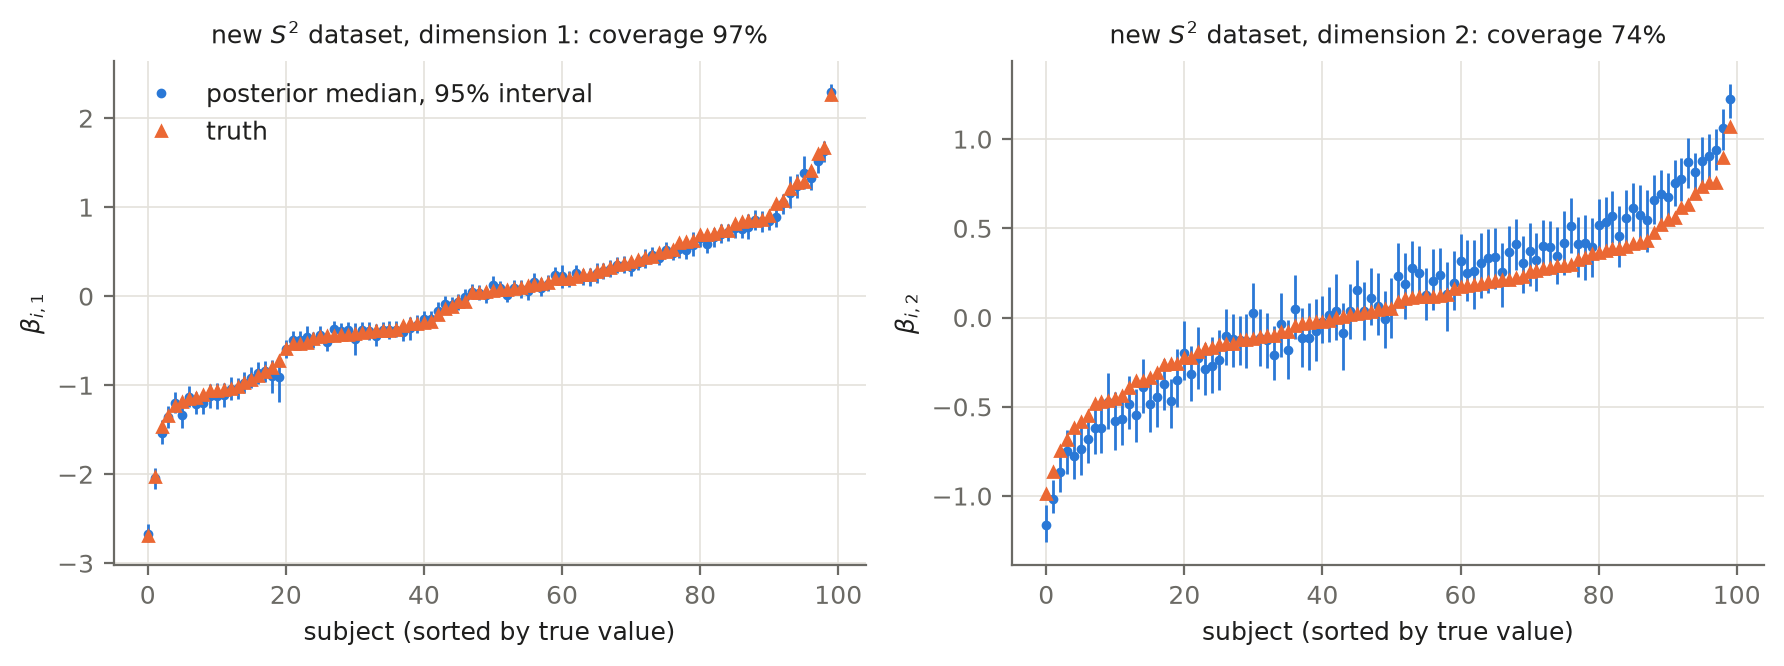 new S² dataset, dimension 1: coverage 97%
posterior median, 95% interval
truth
2
1
0
−1
−2
−3
β_{i, 1}
0 20 40 60 80 100
subject (sorted by true value)
new S² dataset, dimension 2: coverage 74%
1.0
0.5
0.0
−0.5
−1.0
β_{i, 2}
0 20 40 60 80 100
subject (sorted by true value)